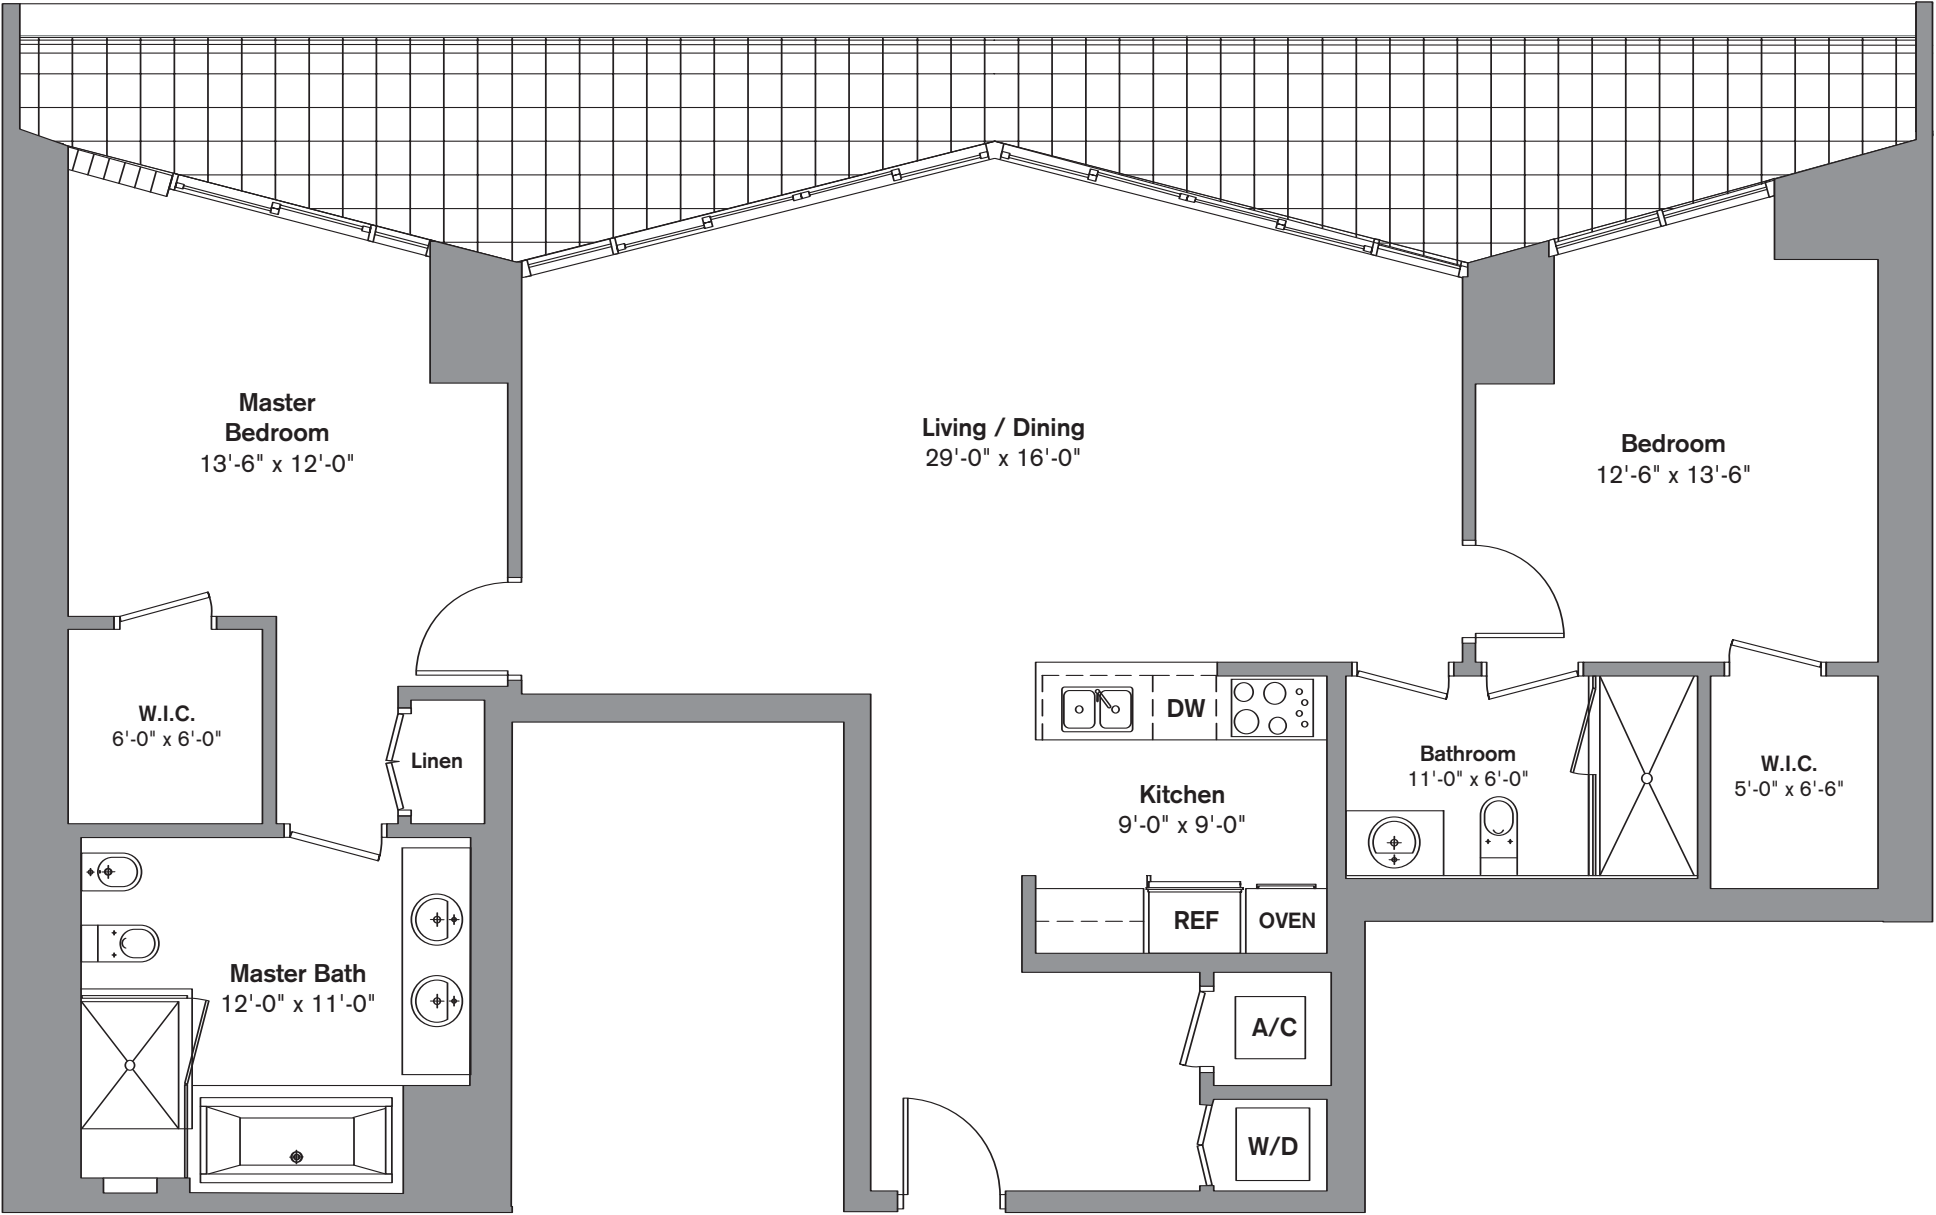 Master
Bedroom
13'-6" x 12'-0"
Living / Dining
29'-0" x 16'-0"
Bedroom
12'-6" x 13'-6"
W.I.C.
6'-0" x 6'-0"
Linen
DW
Kitchen
9'-0" x 9'-0"
Bathroom
11'-0" x 6'-0"
W.I.C.
5'-0" x 6'-6"
REF
OVEN
Master Bath
12'-0" x 11'-0"
A/C
W/D